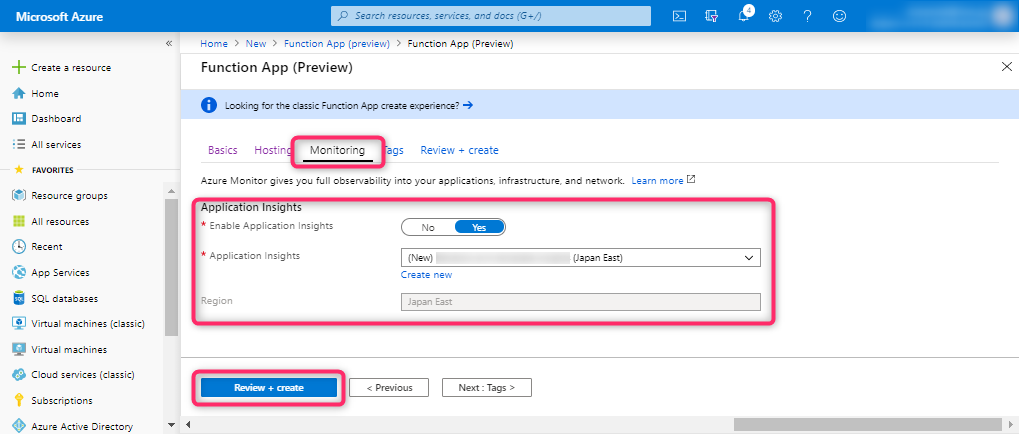 Microsoft Azure
Search resources, services, and docs (G+/)
4
«
Home > New > Function App (preview) > Function App (Preview)
Create a resource
Function App (Preview)
Home
Dashboard
Looking for the classic Function App create experience? →
All services
Basics Hosting Monitoring Tags Review + create
FAVORITES
Azure Monitor gives you full observability into your applications, infrastructure, and network. Learn more
Resource groups
Application Insights
All resources
* Enable Application Insights No Yes
Recent
* Application Insights (New) (Japan East)
App Services
Create new
SQL databases
Region Japan East
Virtual machines (classic)
Virtual machines
Cloud services (classic)
Review + create < Previous Next : Tags >
Subscriptions
Azure Active Directory